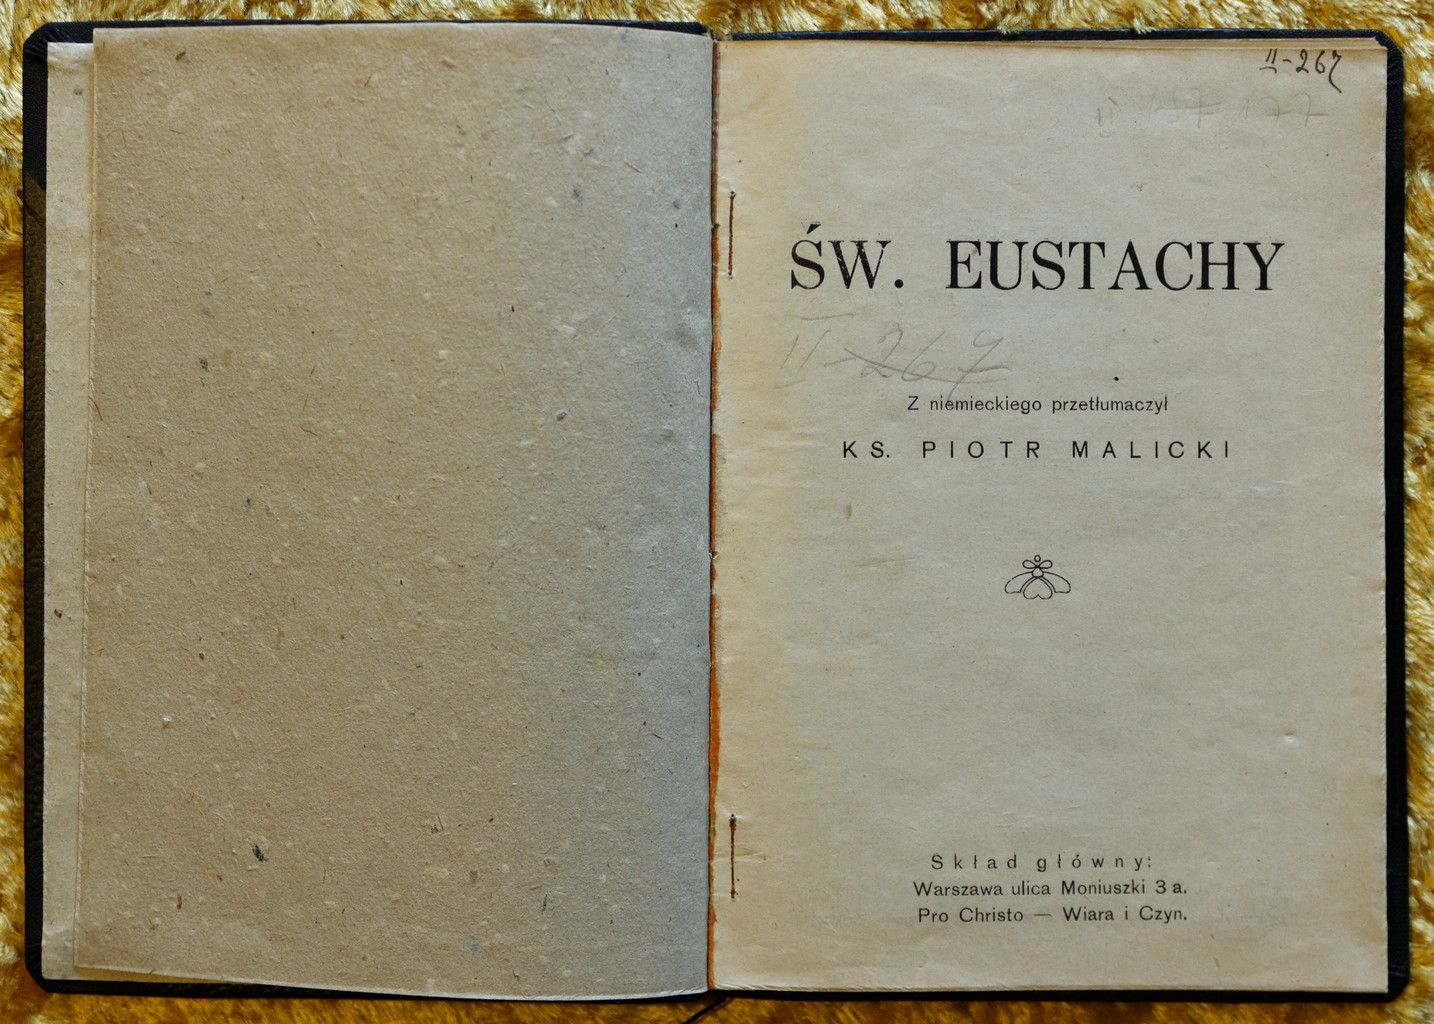 II-267
ŚW. EUSTACHY
II-267
Z niemieckiego przetłumaczył
KS. PIOTR MALICKI
Skład główny:
Warszawa ulica Moniuszki 3 a.
Pro Christo — Wiara i Czyn.